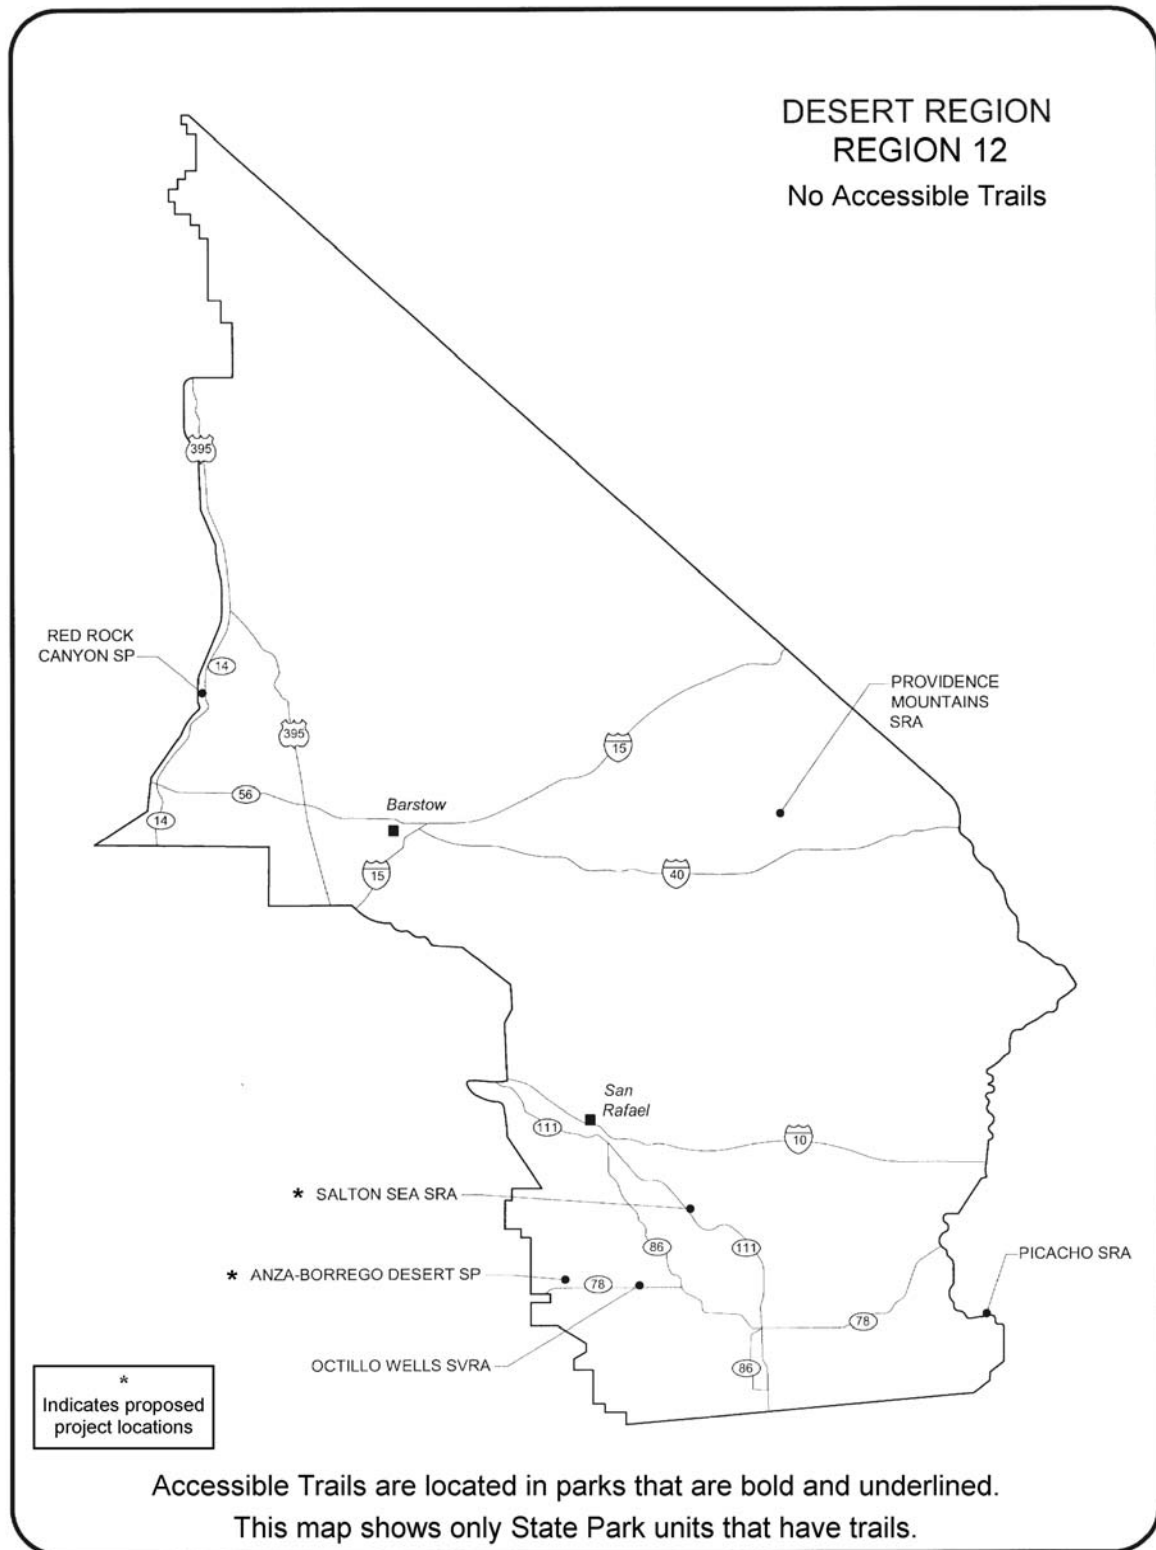 DESERT REGION
REGION 12
No Accessible Trails
395
RED ROCK
CANYON SP
14
PROVIDENCE
MOUNTAINS
SRA
395
15
56
Barstow
14
15
40
San
Rafael
111
10
* SALTON SEA SRA
86
111
PICACHO SRA
* ANZA-BORREGO DESERT SP
78
78
OCTILLO WELLS SVRA
86
*
Indicates proposed
project locations
Accessible Trails are located in parks that are bold and underlined.
This map shows only State Park units that have trails.